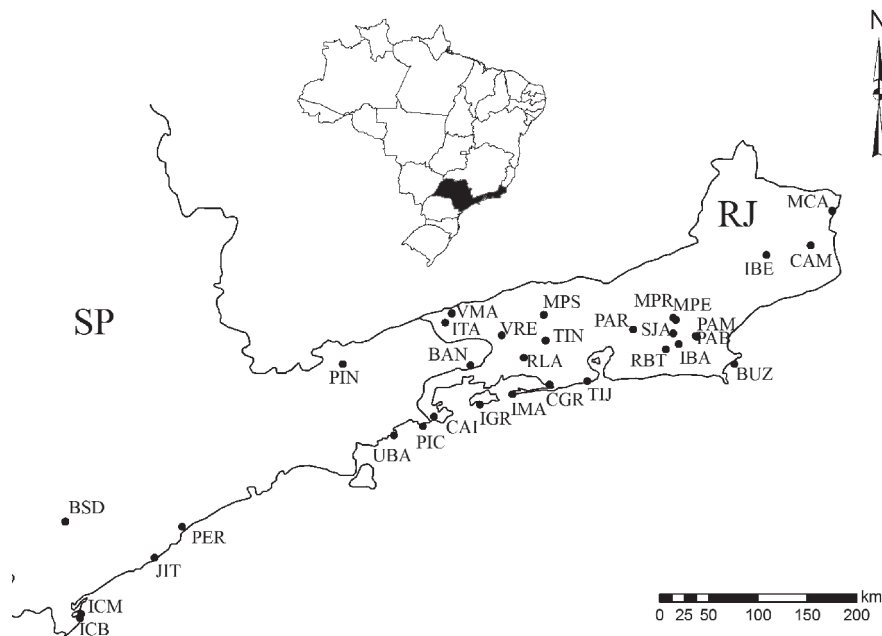 N
RJ
MCA
CAM
IBE
SP
VMA
ITA
MPS
MPR
MPE
PAR
SJA
PAM
PAB
VRE
TIN
BAN
RLA
RBT
IBA
BUZ
PIN
IGR
IMA
CGR
TIJ
CAI
PIC
UBA
BSD
PER
JIT
ICM
ICB
km
0 25 50 100 150 200